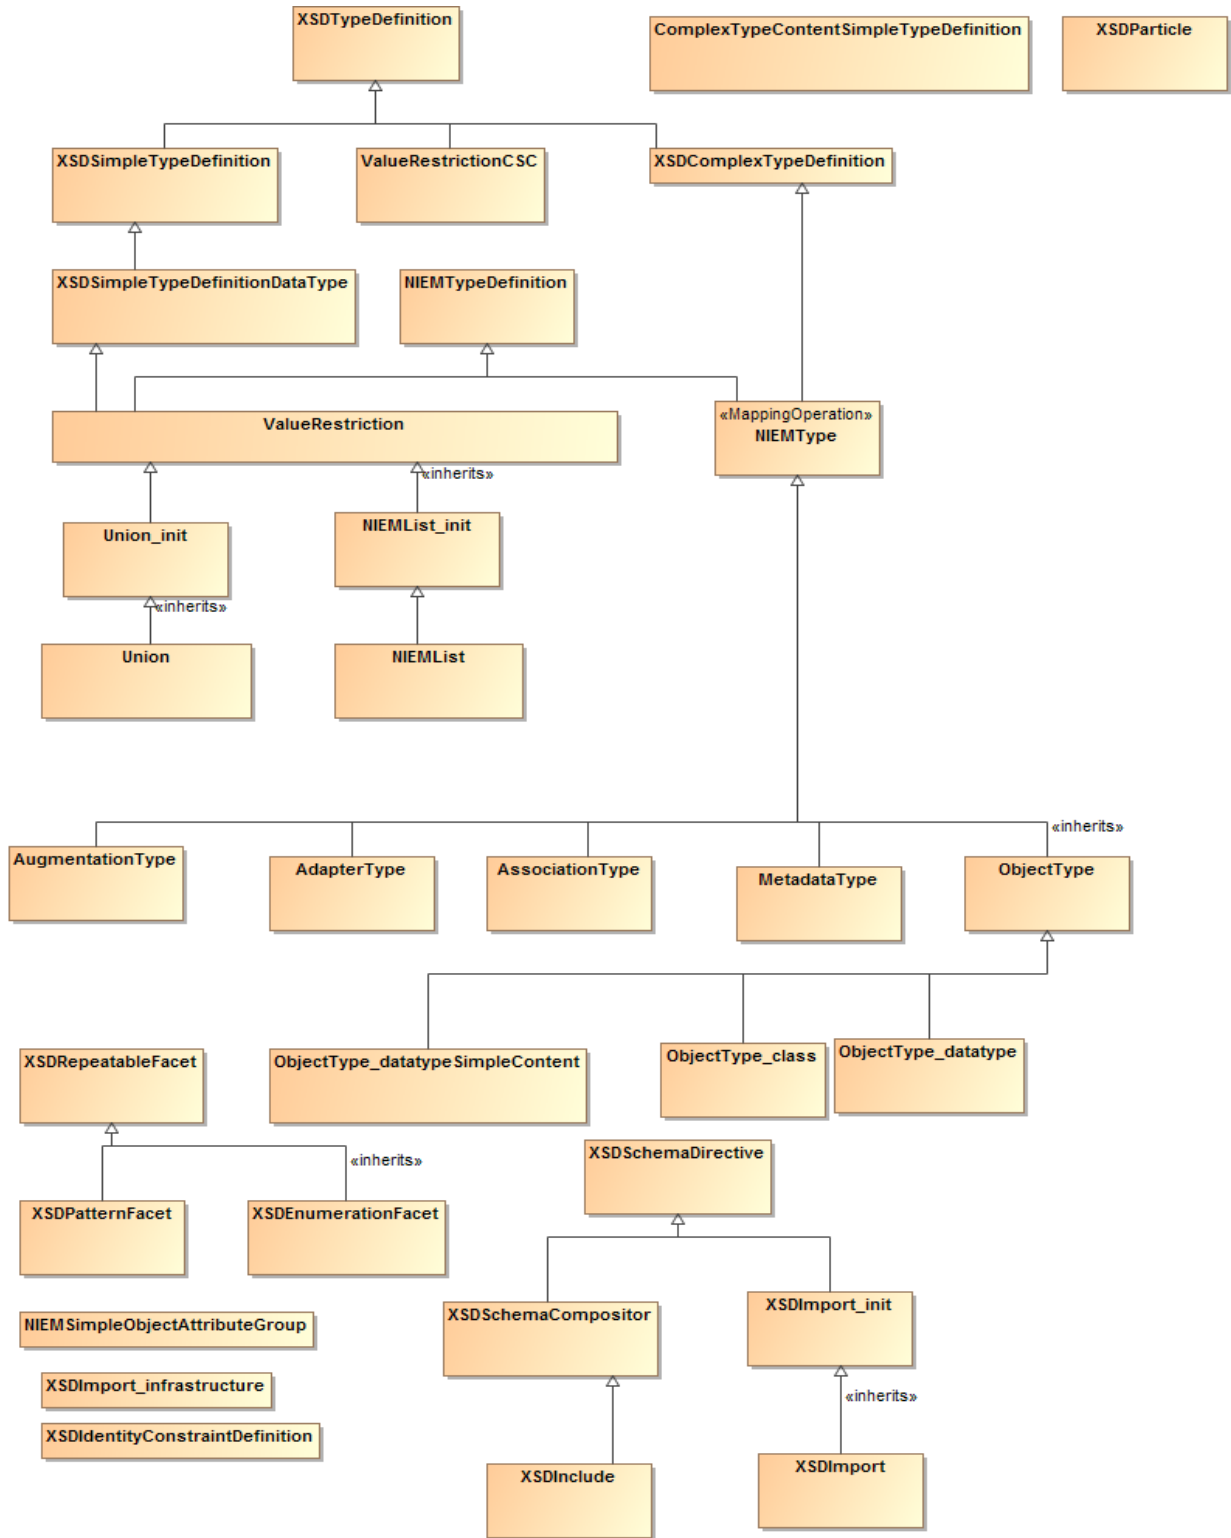 XSDTypeDefinition
ComplexTypeContentSimpleTypeDefinition
XSDParticle
XSDSimpleTypeDefinition
ValueRestrictionCSC
XSDComplexTypeDefinition
XSDSimpleTypeDefinitionDataType
NIEMTypeDefinition
«MappingOperation»
NIEMType
ValueRestriction
«inherits»
Union_init
NIEMList_init
«inherits»
Union
NIEMList
«inherits»
AugmentationType
AdapterType
AssociationType
MetadataType
ObjectType
XSDRepeatableFacet
ObjectType_datatypeSimpleContent
ObjectType_class
ObjectType_datatype
«inherits»
XSDSchemaDirective
XSDPatternFacet
XSDEnumerationFacet
XSDSchemaCompositor
XSDImport_init
NIEMSimpleObjectAttributeGroup
XSDImport_infrastructure
«inherits»
XSDIdentityConstraintDefinition
XSDInclude
XSDImport